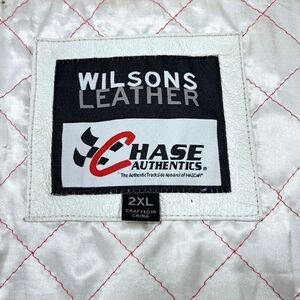 WILSONS
LEATHER
CHASE
AUTHENTICS®
The Authentic Trackside Apparel of NASCAR®
2XL
CRAFTED IN
CHINA